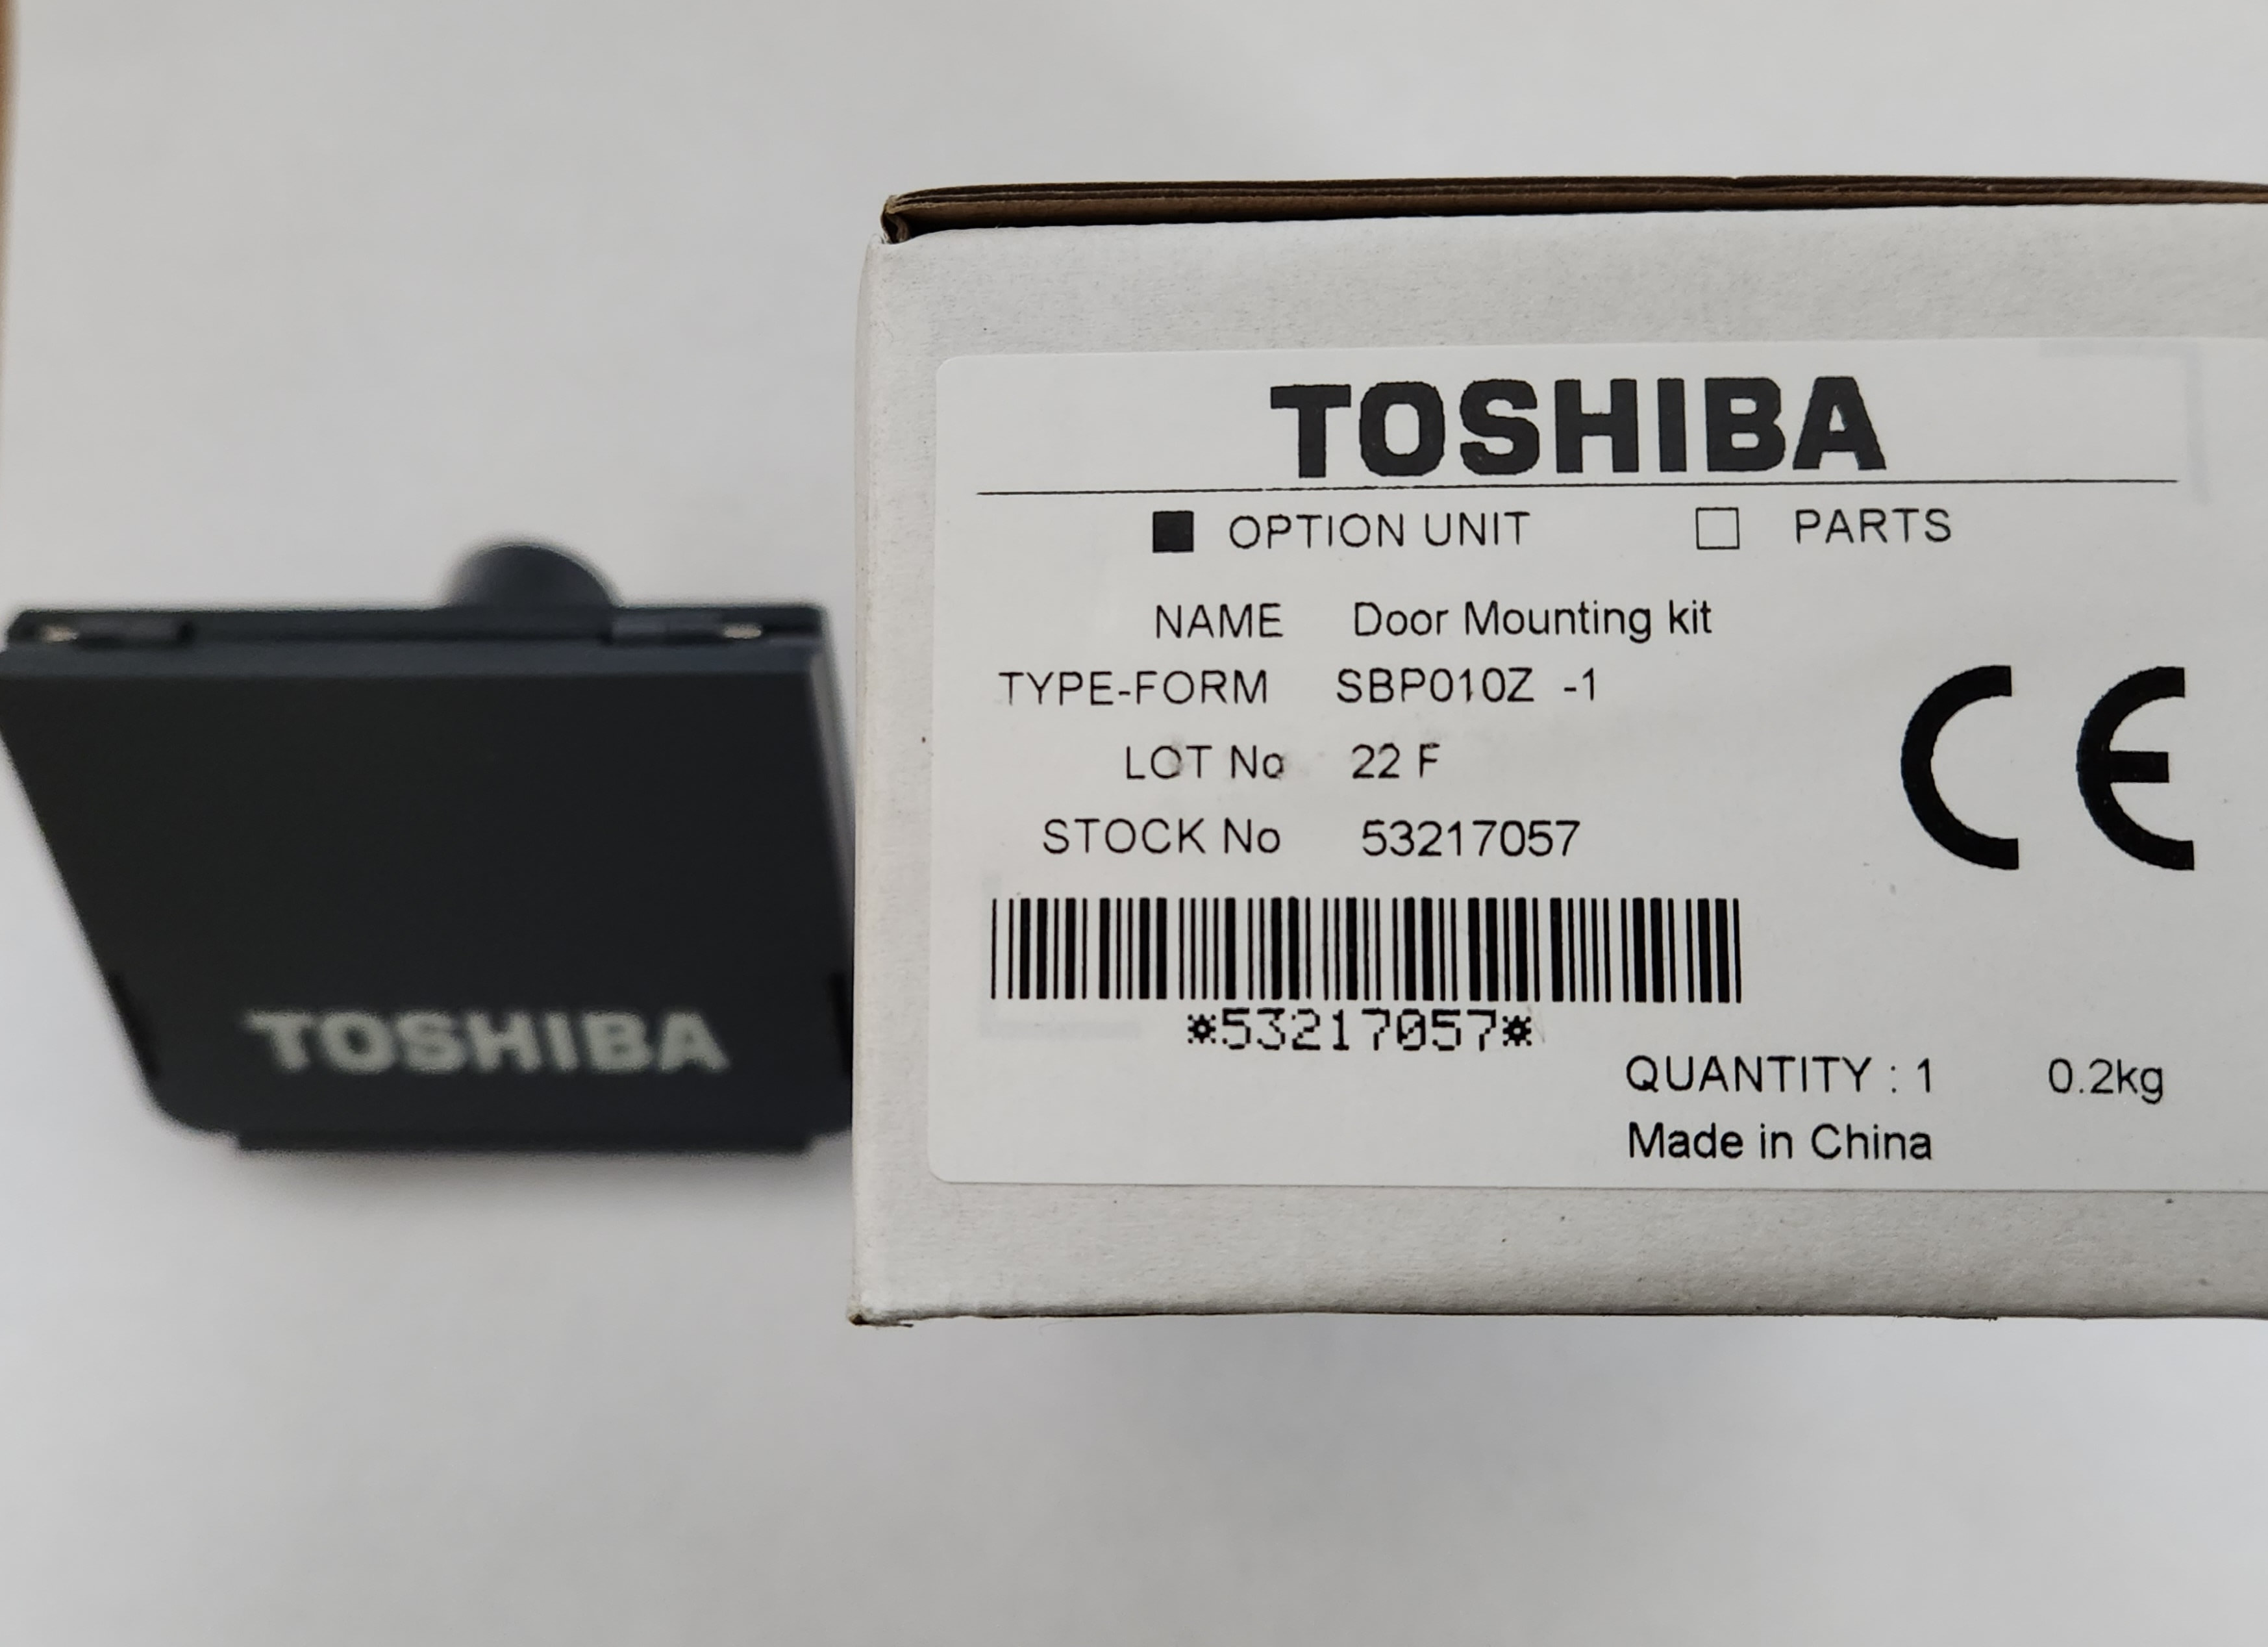 TOSHIBA
OPTION UNIT PARTS
NAME Door Mounting kit
TYPE-FORM SBP010Z -1
LOT No 22 F
STOCK No 53217057
*53217057*
QUANTITY : 1 0.2kg
Made in China
CE
TOSHIBA